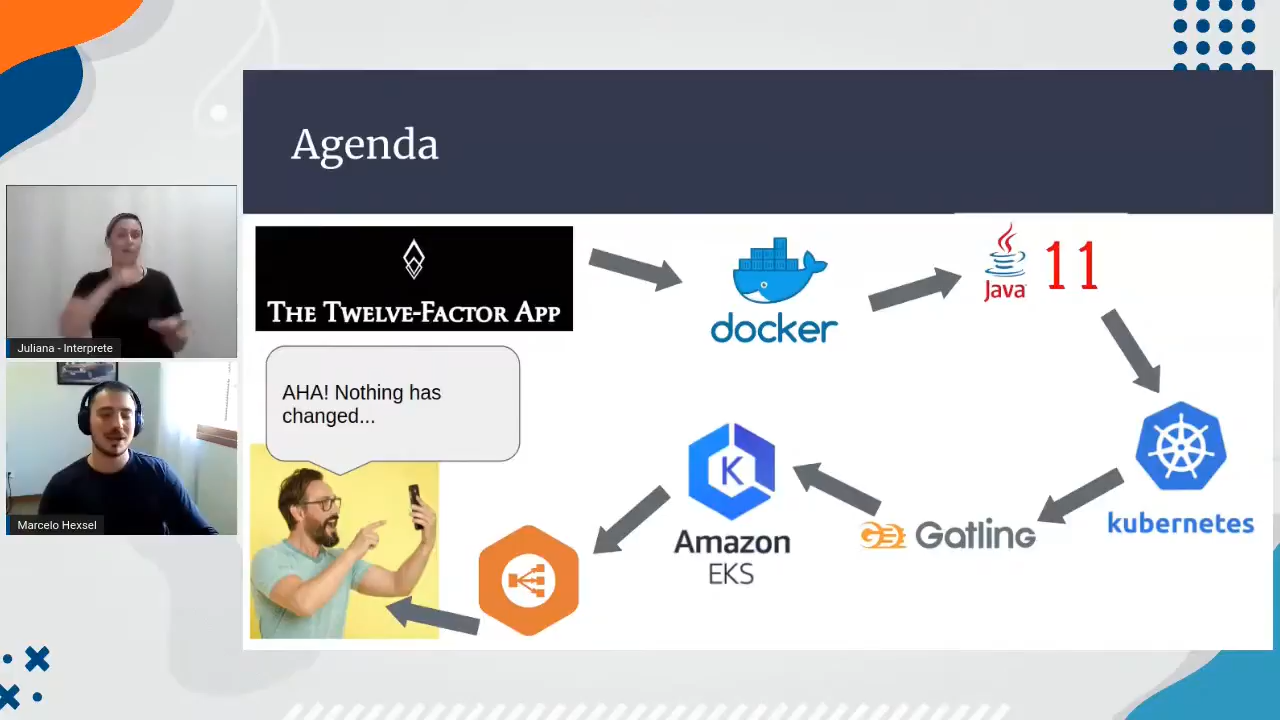 Agenda
THE TWELVE-FACTOR APP
docker
Java 11
AHA! Nothing has
changed...
K
Amazon
EKS
Gatling
kubernetes
Juliana - Interprete
Marcelo Hexsel